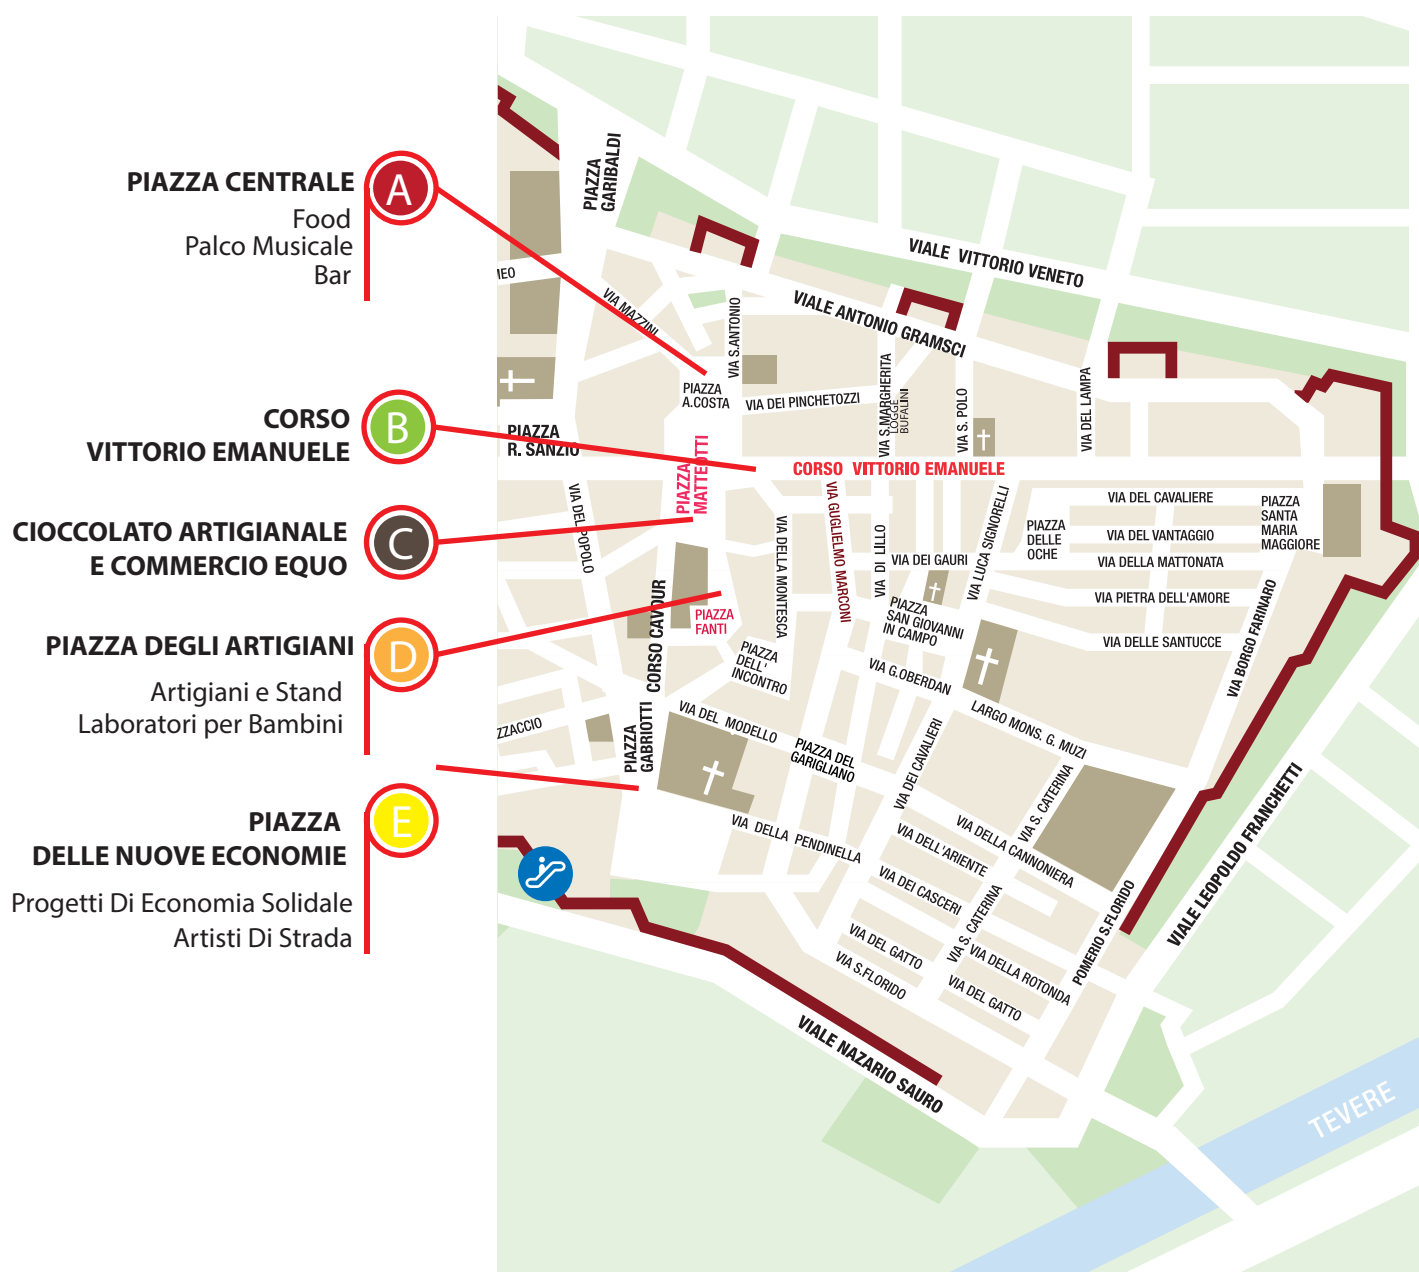 PIAZZA CENTRALE
Food
Palco Musicale
Bar
A
CORSO
VITTORIO EMANUELE
B
CIOCCOLATO ARTIGIANALE
E COMMERCIO EQUO
C
PIAZZA DEGLI ARTIGIANI
Artigiani e Stand
Laboratori per Bambini
D
PIAZZA
DELLE NUOVE ECONOMIE
Progetti Di Economia Solidale
Artisti Di Strada
E
PIAZZA
GARIBALDI
MEO
VIA MAZZINI
VIALE VITTORIO VENETO
VIALE ANTONIO GRAMSCI
VIA S.ANTONIO
PIAZZA
A.COSTA
VIA DEI PINCHETOZZI
VIA S.MARGHERITA
LOGGE
BUFALINI
VIA S. POLO
VIA DEL LAMPA
PIAZZA
R. SANZIO
PIAZZA
MATTEOTTI
CORSO VITTORIO EMANUELE
VIA DEL POPOLO
VIA DELLA MONTESCA
VIA GUGLIELMO MARCONI
VIA DI LILLO
VIA DEI GAURI
VIA LUCA SIGNORELLI
PIAZZA
DELLE
OCHE
VIA DEL CAVALIERE
VIA DEL VANTAGGIO
VIA DELLA MATTONATA
VIA PIETRA DELL'AMORE
VIA DELLE SANTUCCE
PIAZZA
SANTA
MARIA
MAGGIORE
VIA BORGO FARINARO
CORSO CAVOUR
PIAZZA
FANTI
PIAZZA
DELL'
INCONTRO
PIAZZA
SAN GIOVANNI
IN CAMPO
VIA G.OBERDAN
LARGO MONS. G. MUZI
ZZACCIO
PIAZZA
GABRIOTTI
VIA DEL MODELLO
PIAZZA DEL
GARIGLIANO
VIA DEI CAVALIERI
VIA S. CATERINA
VIA DELLA PENDINELLA
VIA DELL'ARIENTE
VIA DELLA CANNONIERA
VIA DEI CASCERI
VIA S. CATERINA
VIA DEL GATTO
VIA S.FLORIDO
VIA DELLA ROTONDA
VIA DEL GATTO
POMERIO S.FLORIDO
VIALE LEOPOLDO FRANCHETTI
VIALE NAZARIO SAURO
TEVERE